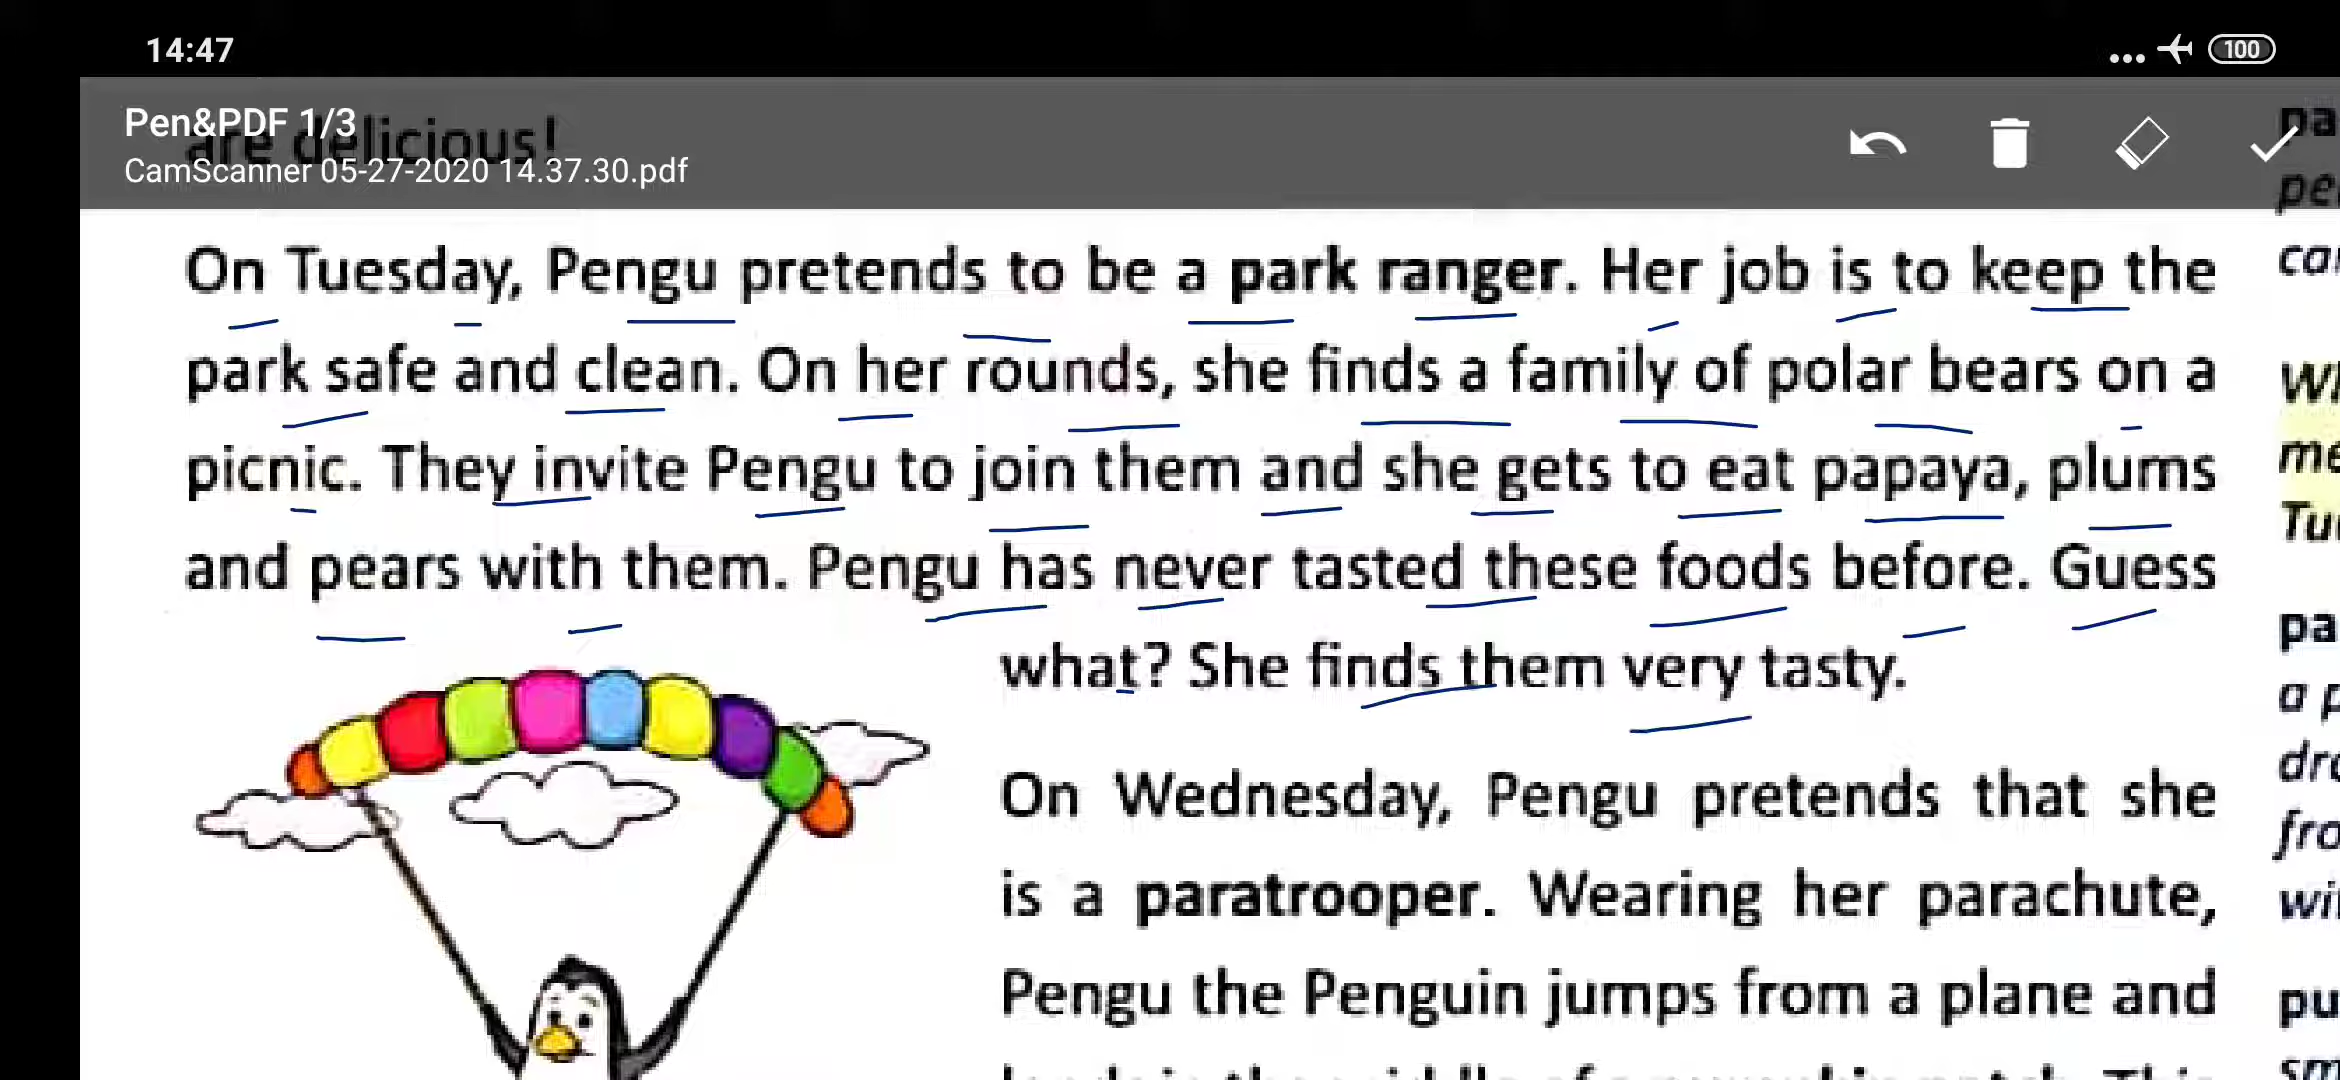 14:47
100
Pen&PDF 1/3
are delicious!
CamScanner 05-27-2020 14.37.30.pdf
On Tuesday, Pengu pretends to be a park ranger. Her job is to keep the
park safe and clean. On her rounds, she finds a family of polar bears on a
picnic. They invite Pengu to join them and she gets to eat papaya, plums
and pears with them. Pengu has never tasted these foods before. Guess
what? She finds them very tasty.
On Wednesday, Pengu pretends that she
is a paratrooper. Wearing her parachute,
Pengu the Penguin jumps from a plane and